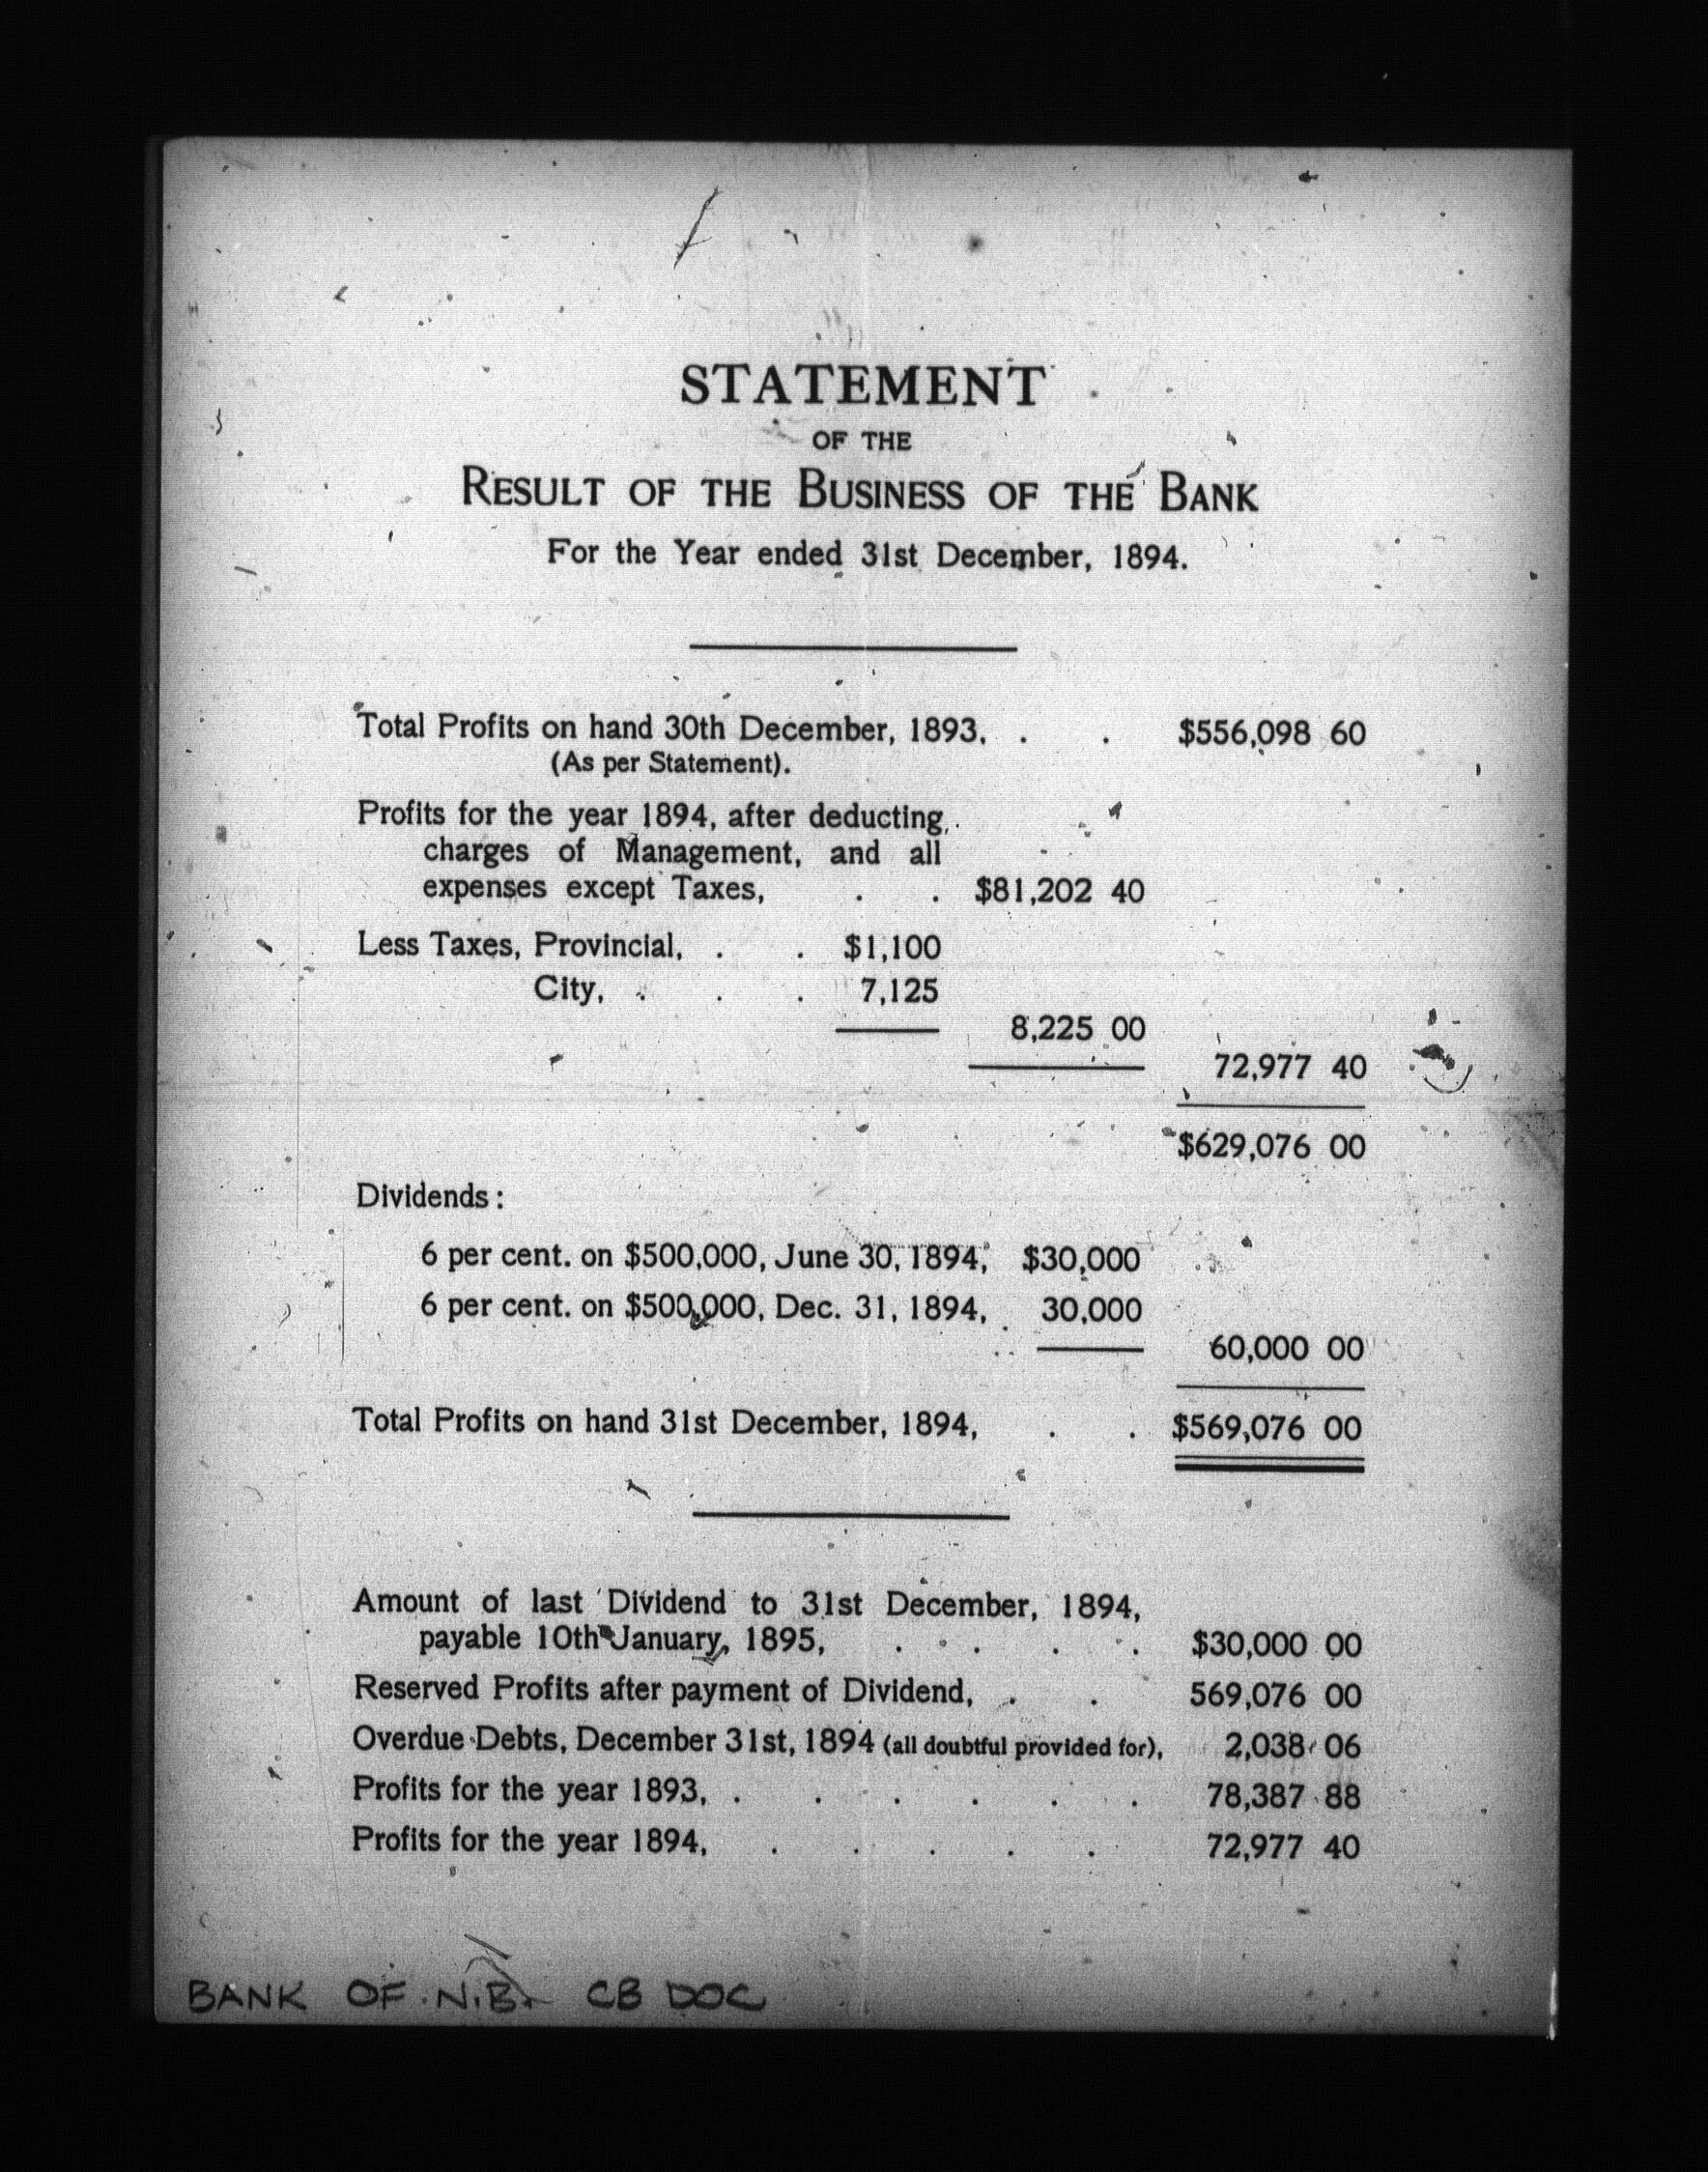 STATEMENT
OF THE
RESULT OF THE BUSINESS OF THE BANK
For the Year ended 31st December, 1894.
Total Profits on hand 30th December, 1893, . . $556,098 60
(As per Statement).
Profits for the year 1894, after deducting,
charges of Management, and all
expenses except Taxes, . . $81,202 40
Less Taxes, Provincial, . . $1,100
City, . . . 7,125
8,225 00
72,977 40
$629,076 00
Dividends:
6 per cent. on $500,000, June 30, 1894, $30,000
6 per cent. on $500,000, Dec. 31, 1894, 30,000
60,000 00
Total Profits on hand 31st December, 1894, . . $569,076 00
Amount of last Dividend to 31st December, 1894,
payable 10th January, 1895, . . . . $30,000 00
Reserved Profits after payment of Dividend, . . 569,076 00
Overdue Debts, December 31st, 1894 (all doubtful provided for), 2,038 06
Profits for the year 1893, . . . . . . 78,387 88
Profits for the year 1894, . . . . . 72,977 40
BANK OF N.B. CB DOC